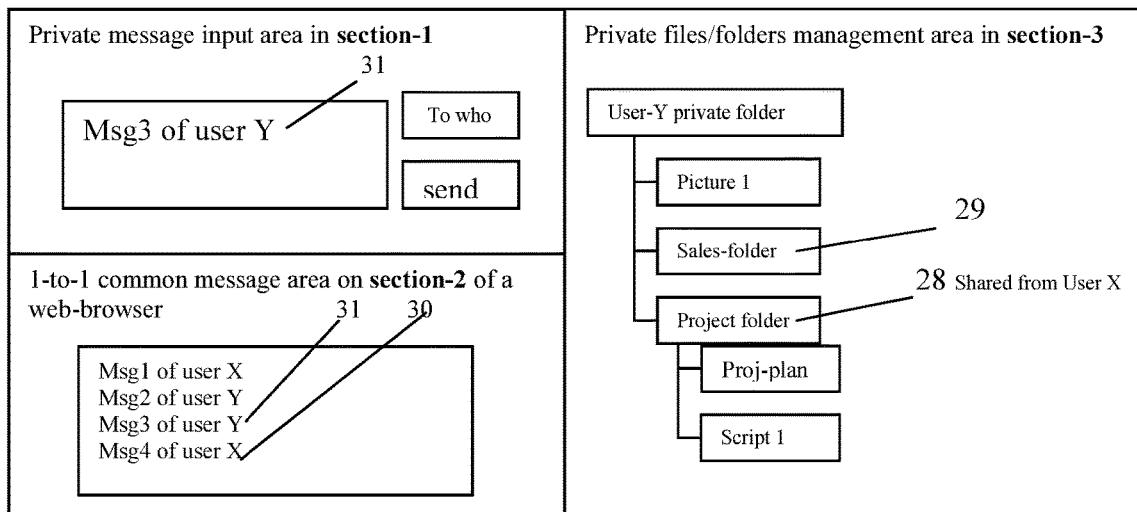 Private message input area in section-1
31
Msg3 of user Y
To who
send
1-to-1 common message area on section-2 of a
web-browser
31 30
Msg1 of user X
Msg2 of user Y
Msg3 of user Y
Msg4 of user X
Private files/folders management area in section-3
User-Y private folder
Picture 1
29
Sales-folder
28 Shared from User X
Project folder
Proj-plan
Script 1